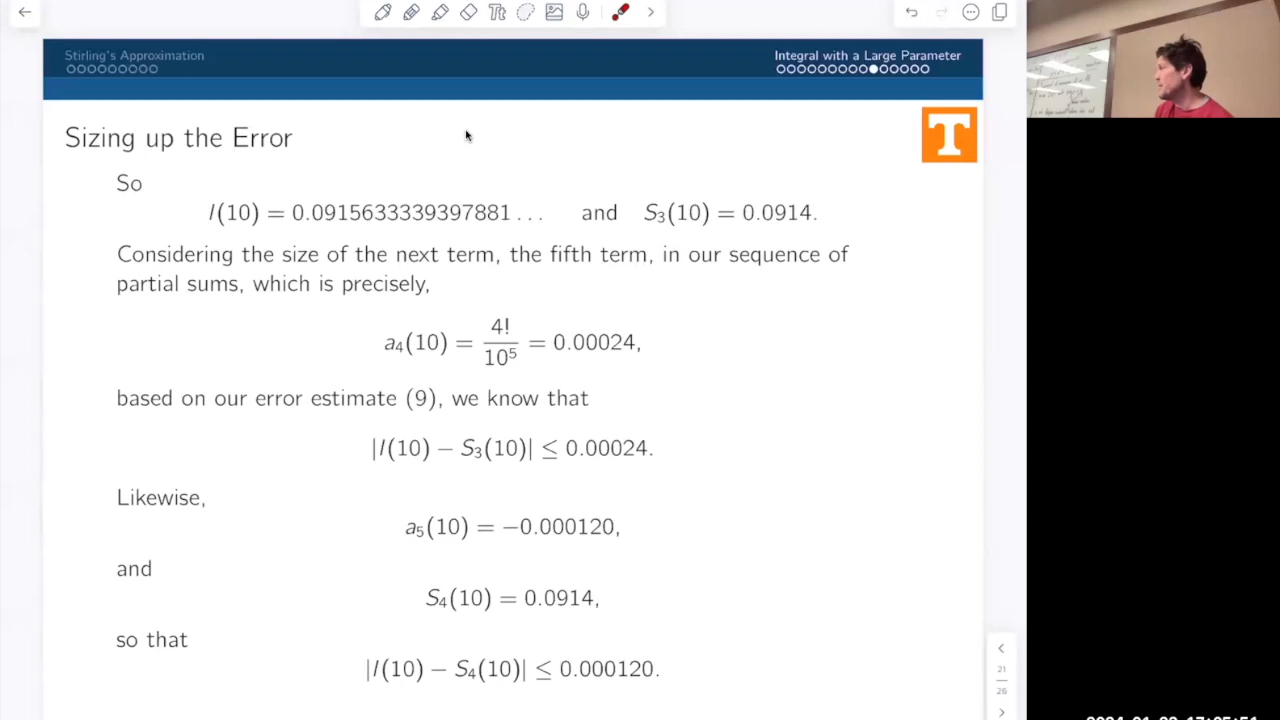 Stirling's Approximation
Integral with a Large Parameter
Tt
Sizing up the Error
T
So
I(10) = 0.0915633339397881... and S₃(10) = 0.0914.
Considering the size of the next term, the fifth term, in our sequence of
partial sums, which is precisely,
a₄(10) = 4!/10⁵ = 0.00024,
based on our error estimate (9), we know that
|I(10) − S₃(10)| ≤ 0.00024.
Likewise,
a₅(10) = −0.000120,
and
S₄(10) = 0.0914,
so that
|I(10) − S₄(10)| ≤ 0.000120.
21
26